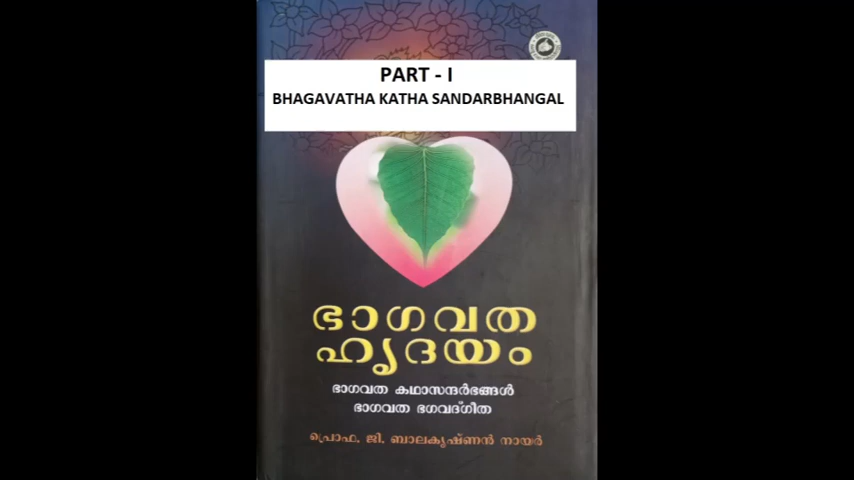 PART - I
BHAGAVATHA KATHA SANDARBHANGAL
ഭാഗവത
ഹൃദയം
ഭാഗവത കഥാസന്ദർഭങ്ങൾ
ഭാഗവത ഭഗവദ്ഗീത
പ്രൊഫ. ജി. ബാലകൃഷ്ണൻ നായർ